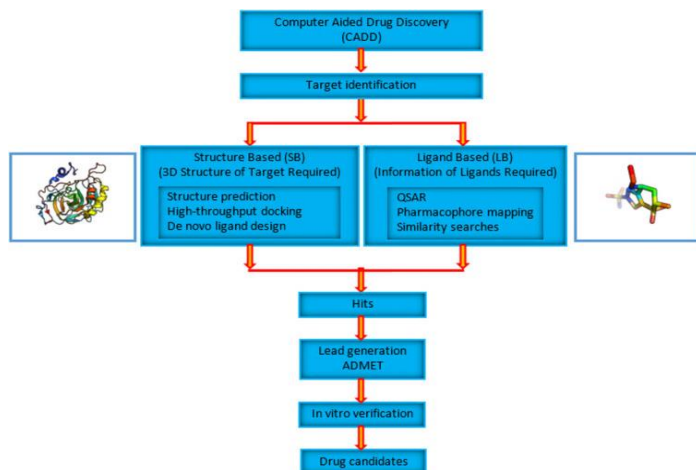 Computer Aided Drug Discovery
(CADD)
Target identification
Structure Based (SB)
(3D Structure of Target Required)
Structure prediction
High-throughput docking
De novo ligand design
Ligand Based (LB)
(Information of Ligands Required)
QSAR
Pharmacophore mapping
Similarity searches
Hits
Lead generation
ADMET
In vitro verification
Drug candidates